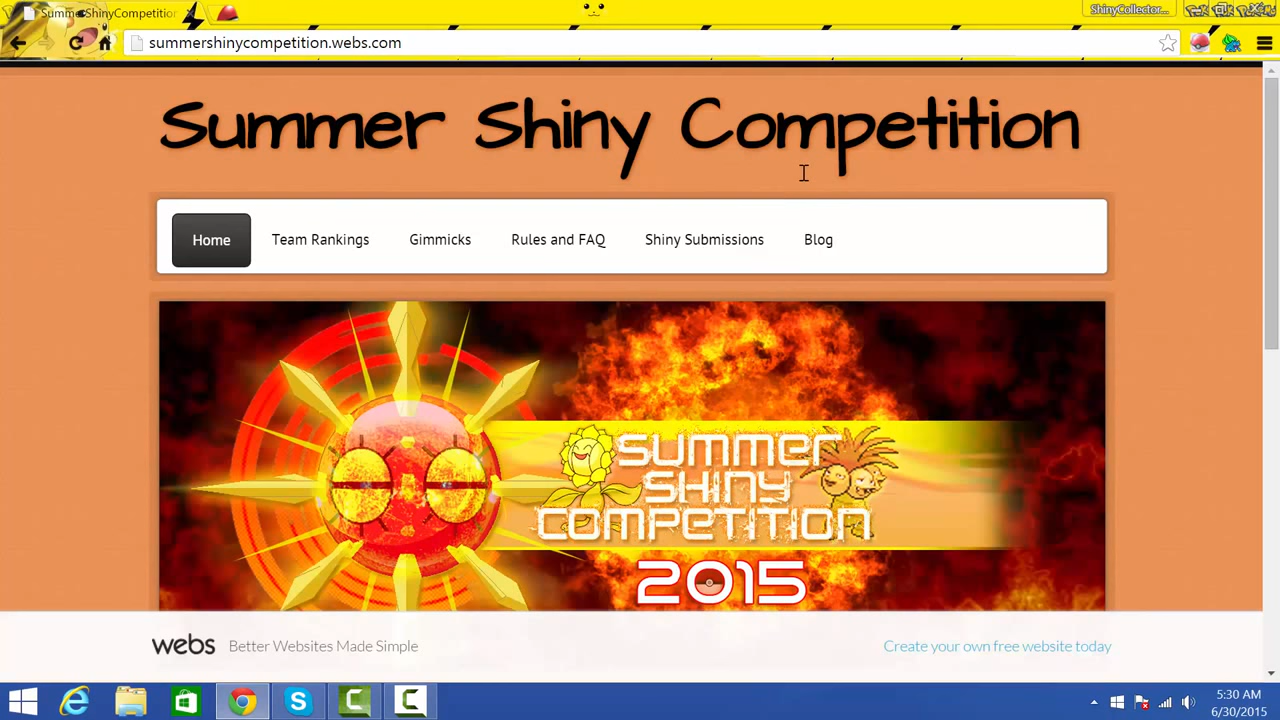 SummerShinyCompetition
ShinyCollector...
summershinycompetition.webs.com
Summer Shiny Competition
Home
Team Rankings
Gimmicks
Rules and FAQ
Shiny Submissions
Blog
SUMMER
SHINY
COMPETITION
2015
webs
Better Websites Made Simple
Create your own free website today
5:30 AM
6/30/2015